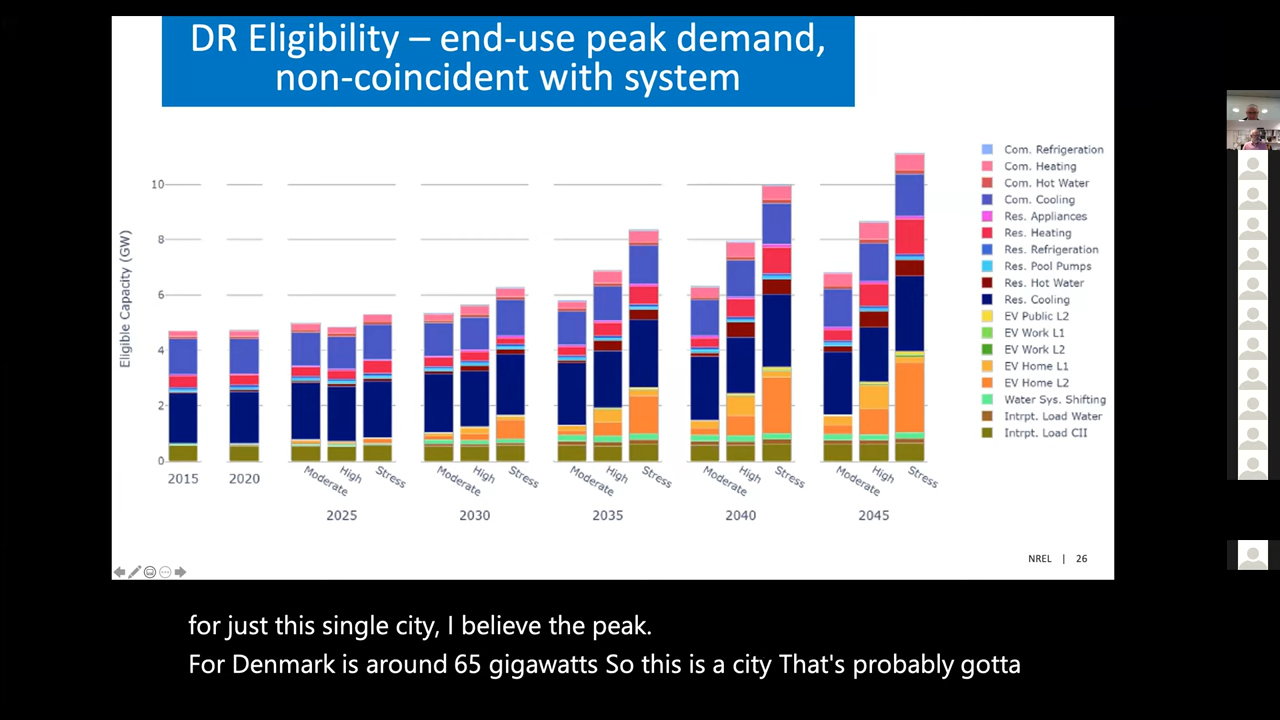 DR Eligibility – end-use peak demand,
non-coincident with system
Eligible Capacity (GW)
10
8
6
4
2
0
2015
2020
Moderate
High
Stress
2025
Moderate
High
Stress
2030
Moderate
High
Stress
2035
Moderate
High
Stress
2040
Moderate
High
Stress
2045
Com. Refrigeration
Com. Heating
Com. Hot Water
Com. Cooling
Res. Appliances
Res. Heating
Res. Refrigeration
Res. Pool Pumps
Res. Hot Water
Res. Cooling
EV Public L2
EV Work L1
EV Work L2
EV Home L1
EV Home L2
Water Sys. Shifting
Intrpt. Load Water
Intrpt. Load CII
NREL | 26
for just this single city, I believe the peak.
For Denmark is around 65 gigawatts So this is a city That's probably gotta